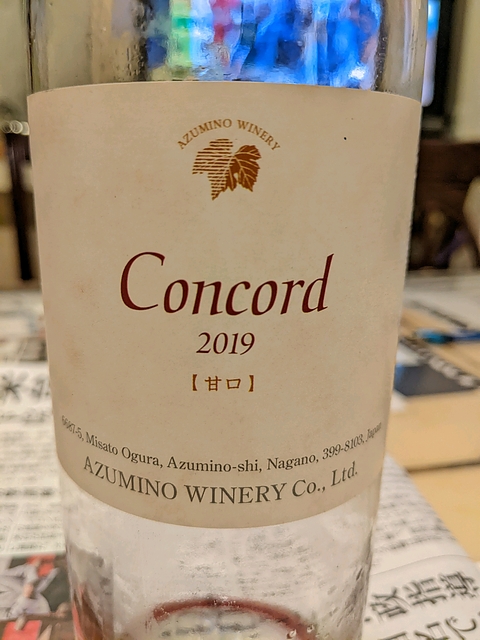 AZUMINO WINERY
Concord
2019
【甘口】
6687-5, Misato Ogura, Azumino-shi, Nagano, 399-8103, Japan
AZUMINO WINERY Co., Ltd.